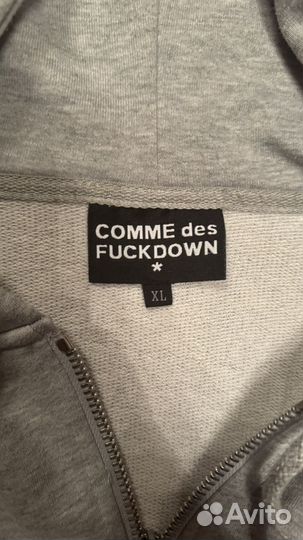 COMME des
FUCKDOWN
*
XL
Avito